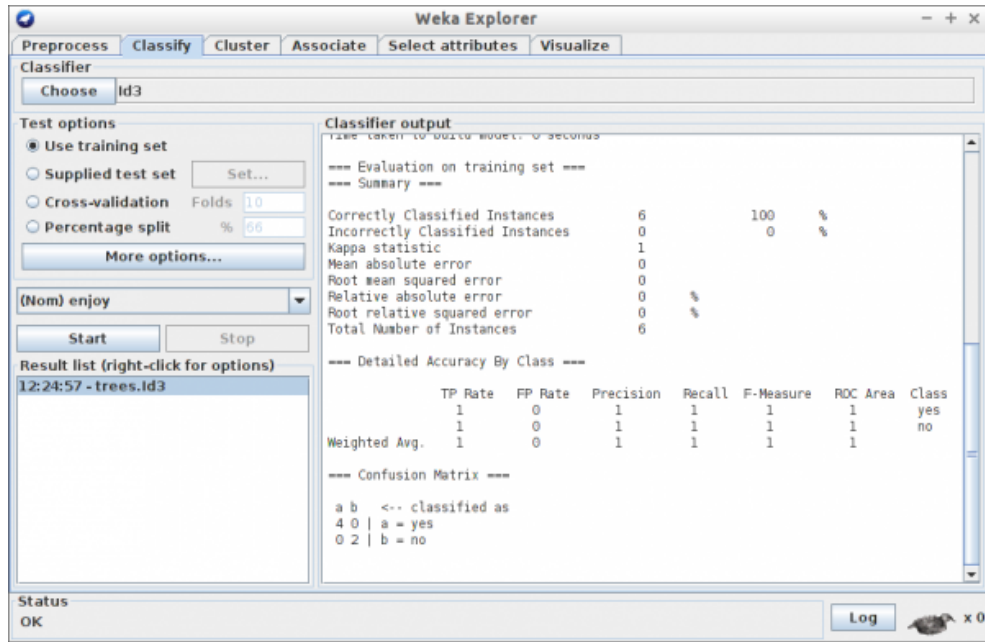 Weka Explorer
Preprocess Classify Cluster Associate Select attributes Visualize
Classifier
Choose Id3
Test options
Use training set
Supplied test set Set...
Cross-validation Folds 10
Percentage split % 66
More options...
(Nom) enjoy
Start Stop
Result list (right-click for options)
12:24:57 - trees.Id3
Classifier output
Time taken to build model: 0 seconds
=== Evaluation on training set ===
=== Summary ===
Correctly Classified Instances 6 100 %
Incorrectly Classified Instances 0 0 %
Kappa statistic 1
Mean absolute error 0
Root mean squared error 0
Relative absolute error 0 %
Root relative squared error 0 %
Total Number of Instances 6
=== Detailed Accuracy By Class ===
TP Rate FP Rate Precision Recall F-Measure ROC Area Class
1 0 1 1 1 1 yes
1 0 1 1 1 1 no
Weighted Avg. 1 0 1 1 1 1
=== Confusion Matrix ===
a b <-- classified as
4 0 | a = yes
0 2 | b = no
Status
OK
Log x 0